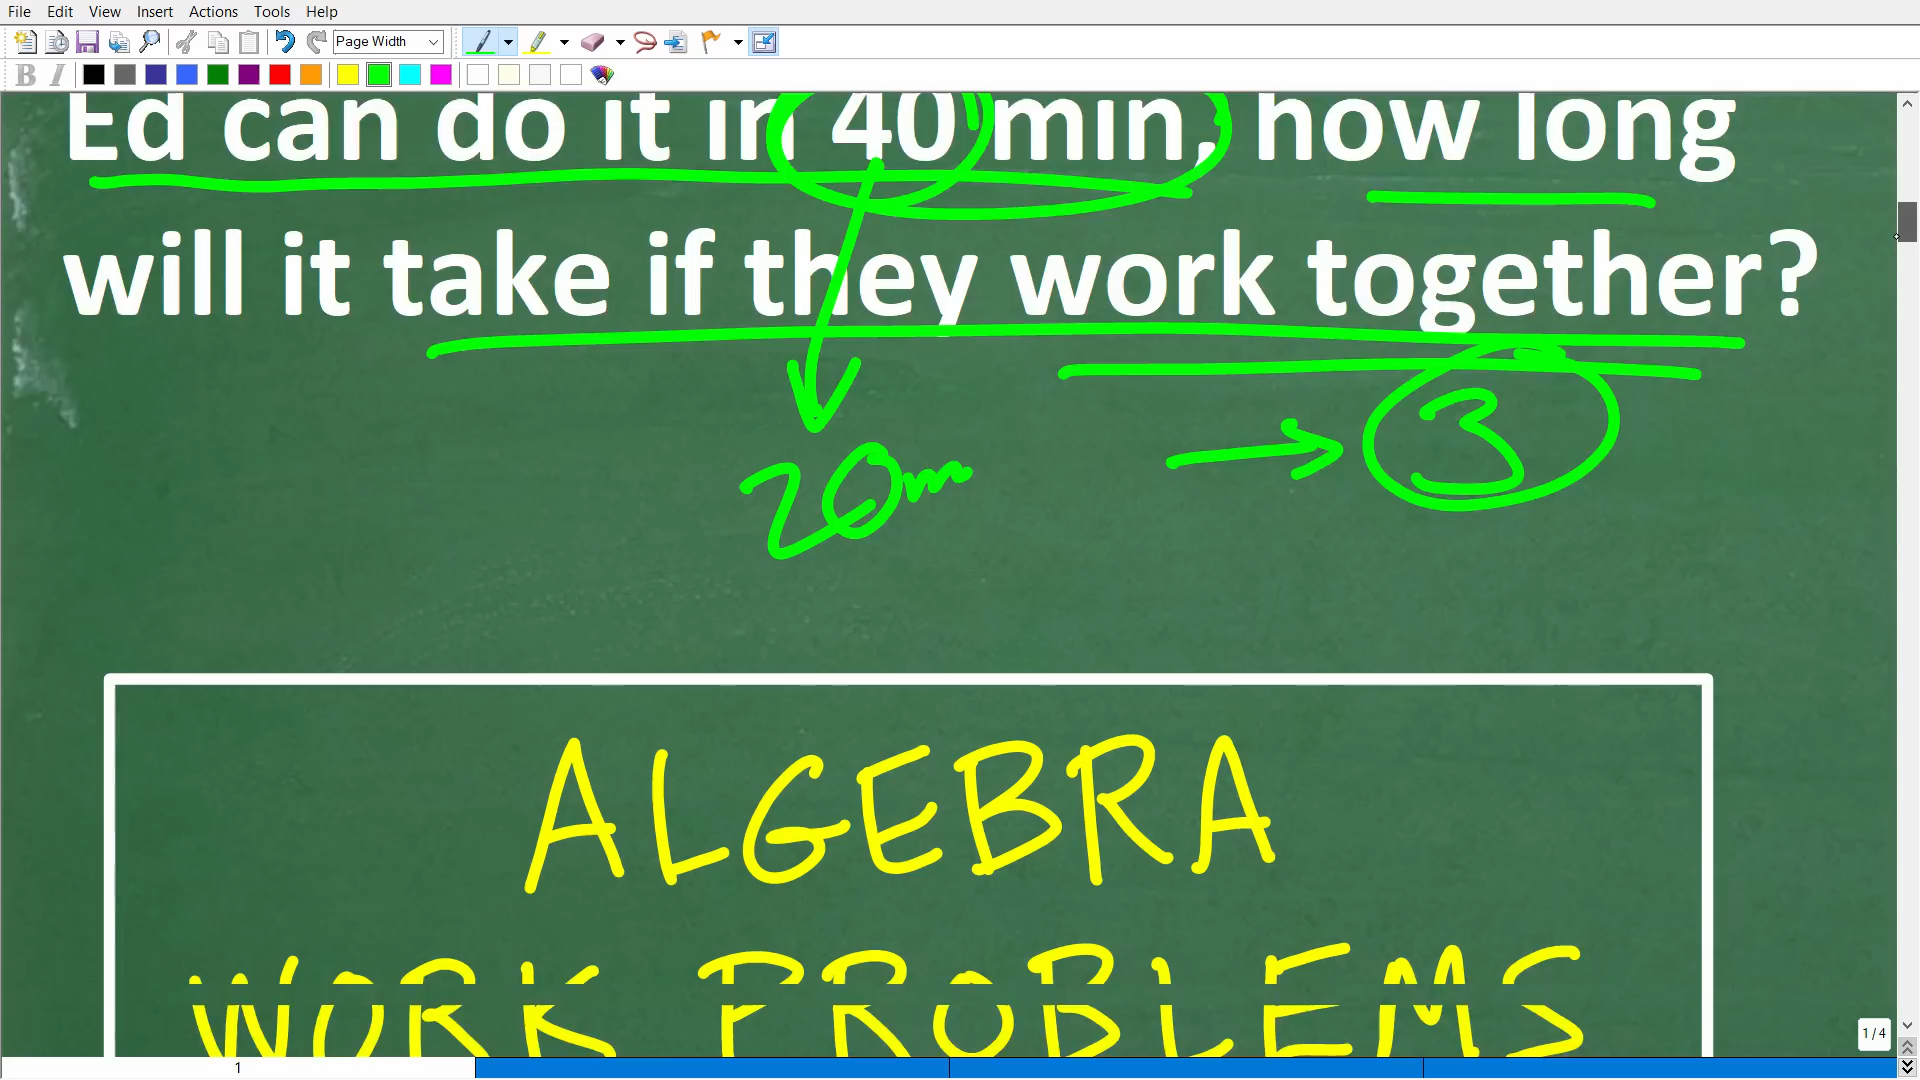 File Edit View Insert Actions Tools Help
Page Width
B I
Ed can do it in 40 min, how long
will it take if they work together?
3
20m
ALGEBRA
WORK PROBLEMS
1 / 4
1